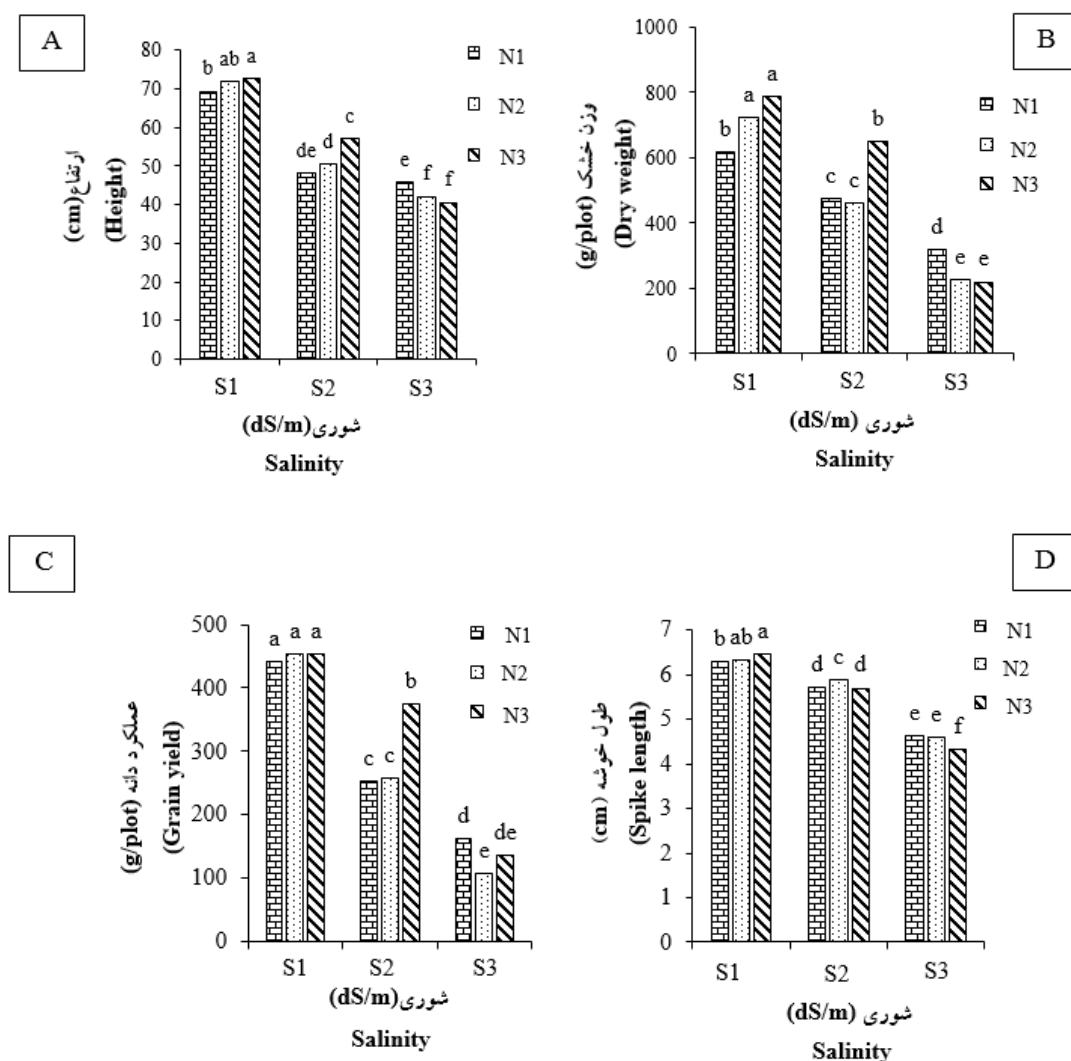 A
80
70
60
50
40
30
20
10
0
ارتفاع(cm)
(Height)
b ab a
de d c
e f f
N1
N2
N3
S1 S2 S3
شوری(dS/m)
Salinity
B
1000
800
600
400
200
0
وزن خشک (g/plot)
(Dry weight)
b a a
c c b
d e e
N1
N2
N3
S1 S2 S3
شوری (dS/m)
Salinity
C
500
400
300
200
100
0
عملکرد دانه (g/plot)
(Grain yield)
a a a
c c b
d e de
N1
N2
N3
S1 S2 S3
شوری(dS/m)
Salinity
D
7
6
5
4
3
2
1
0
طول خوشه (cm)
(Spike length)
b ab a
d c d
e e f
N1
N2
N3
S1 S2 S3
شوری (dS/m)
Salinity